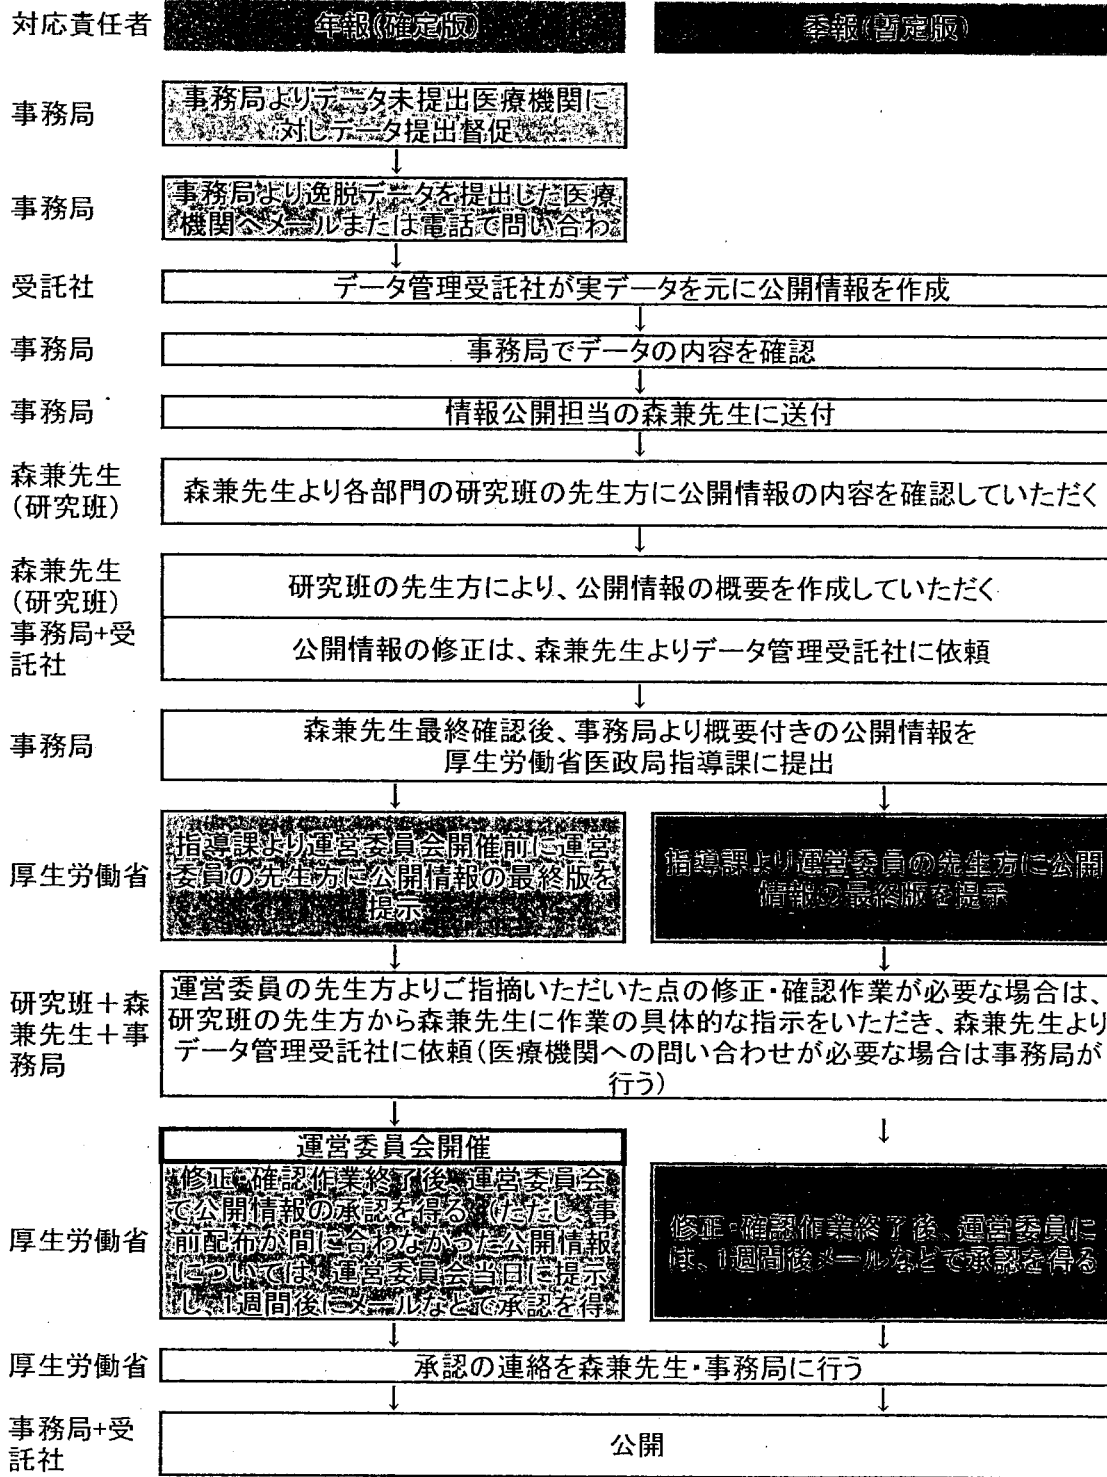 対応責任者
年報(確定版)
季報(暫定版)
事務局
事務局よりデータ未提出医療機関に
対しデータ提出督促
↓
事務局
事務局より逸脱データを提出した医療
機関へメールまたは電話で問い合わ
↓
受託社
データ管理受託社が実データを元に公開情報を作成
↓
事務局
事務局でデータの内容を確認
↓
事務局
情報公開担当の森兼先生に送付
↓
森兼先生
(研究班)
森兼先生より各部門の研究班の先生方に公開情報の内容を確認していただく
↓
森兼先生
(研究班)
研究班の先生方により、公開情報の概要を作成していただく
事務局+受
託社
公開情報の修正は、森兼先生よりデータ管理受託社に依頼
↓
事務局
森兼先生最終確認後、事務局より概要付きの公開情報を
厚生労働省医政局指導課に提出
↓ ↓
厚生労働省
指導課より運営委員会開催前に運営
委員の先生方に公開情報の最終版を
提示
指導課より運営委員の先生方に公開
情報の最終版を提示
↓ ↓
研究班+森
兼先生+事
務局
運営委員の先生方よりご指摘いただいた点の修正・確認作業が必要な場合は、
研究班の先生方から森兼先生に作業の具体的な指示をいただき、森兼先生より
データ管理受託社に依頼(医療機関への問い合わせが必要な場合は事務局が
行う)
↓ ↓
運営委員会開催
厚生労働省
修正・確認作業終了後、運営委員会
で公開情報の承認を得る (ただし、事
前配布が間に合わなかった公開情報
については、運営委員会当日に提示
し、1週間後にメールなどで承認を得
修正・確認作業終了後、運営委員に
は、1週間後メールなどで承認を得る
↓ ↓
厚生労働省
承認の連絡を森兼先生・事務局に行う
↓ ↓
事務局+受
託社
公開